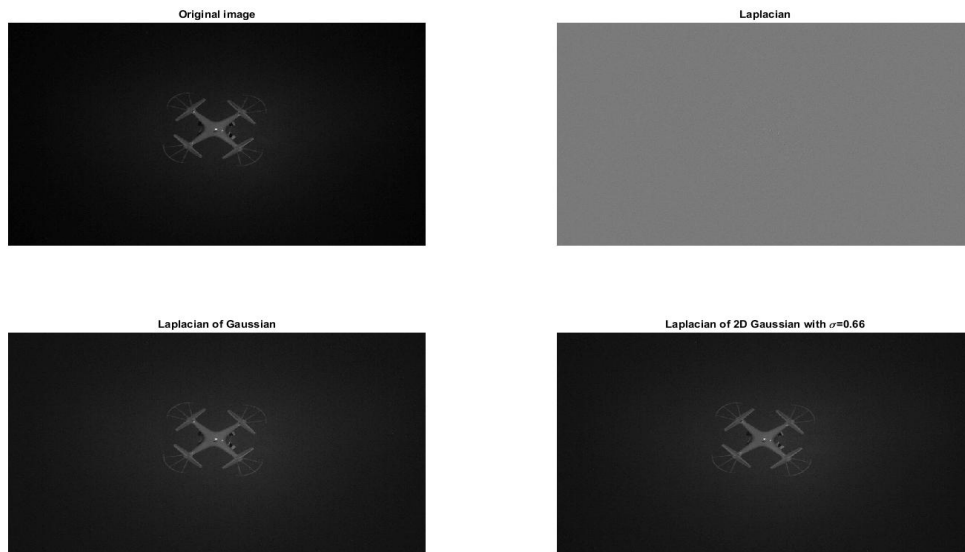 Original image
Laplacian
Laplacian of Gaussian
Laplacian of 2D Gaussian with σ=0.66